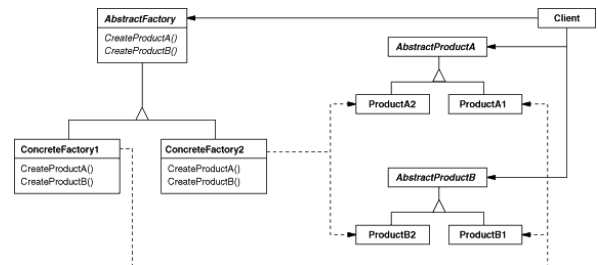 AbstractFactory
CreateProductA()
CreateProductB()
Client
AbstractProductA
ProductA2
ProductA1
ConcreteFactory1
CreateProductA()
CreateProductB()
ConcreteFactory2
CreateProductA()
CreateProductB()
AbstractProductB
ProductB2
ProductB1